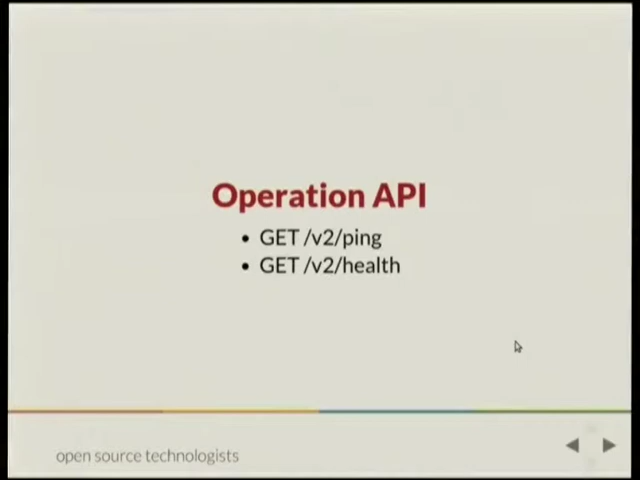 Operation API
• GET /v2/ping
• GET /v2/health
open source technologists